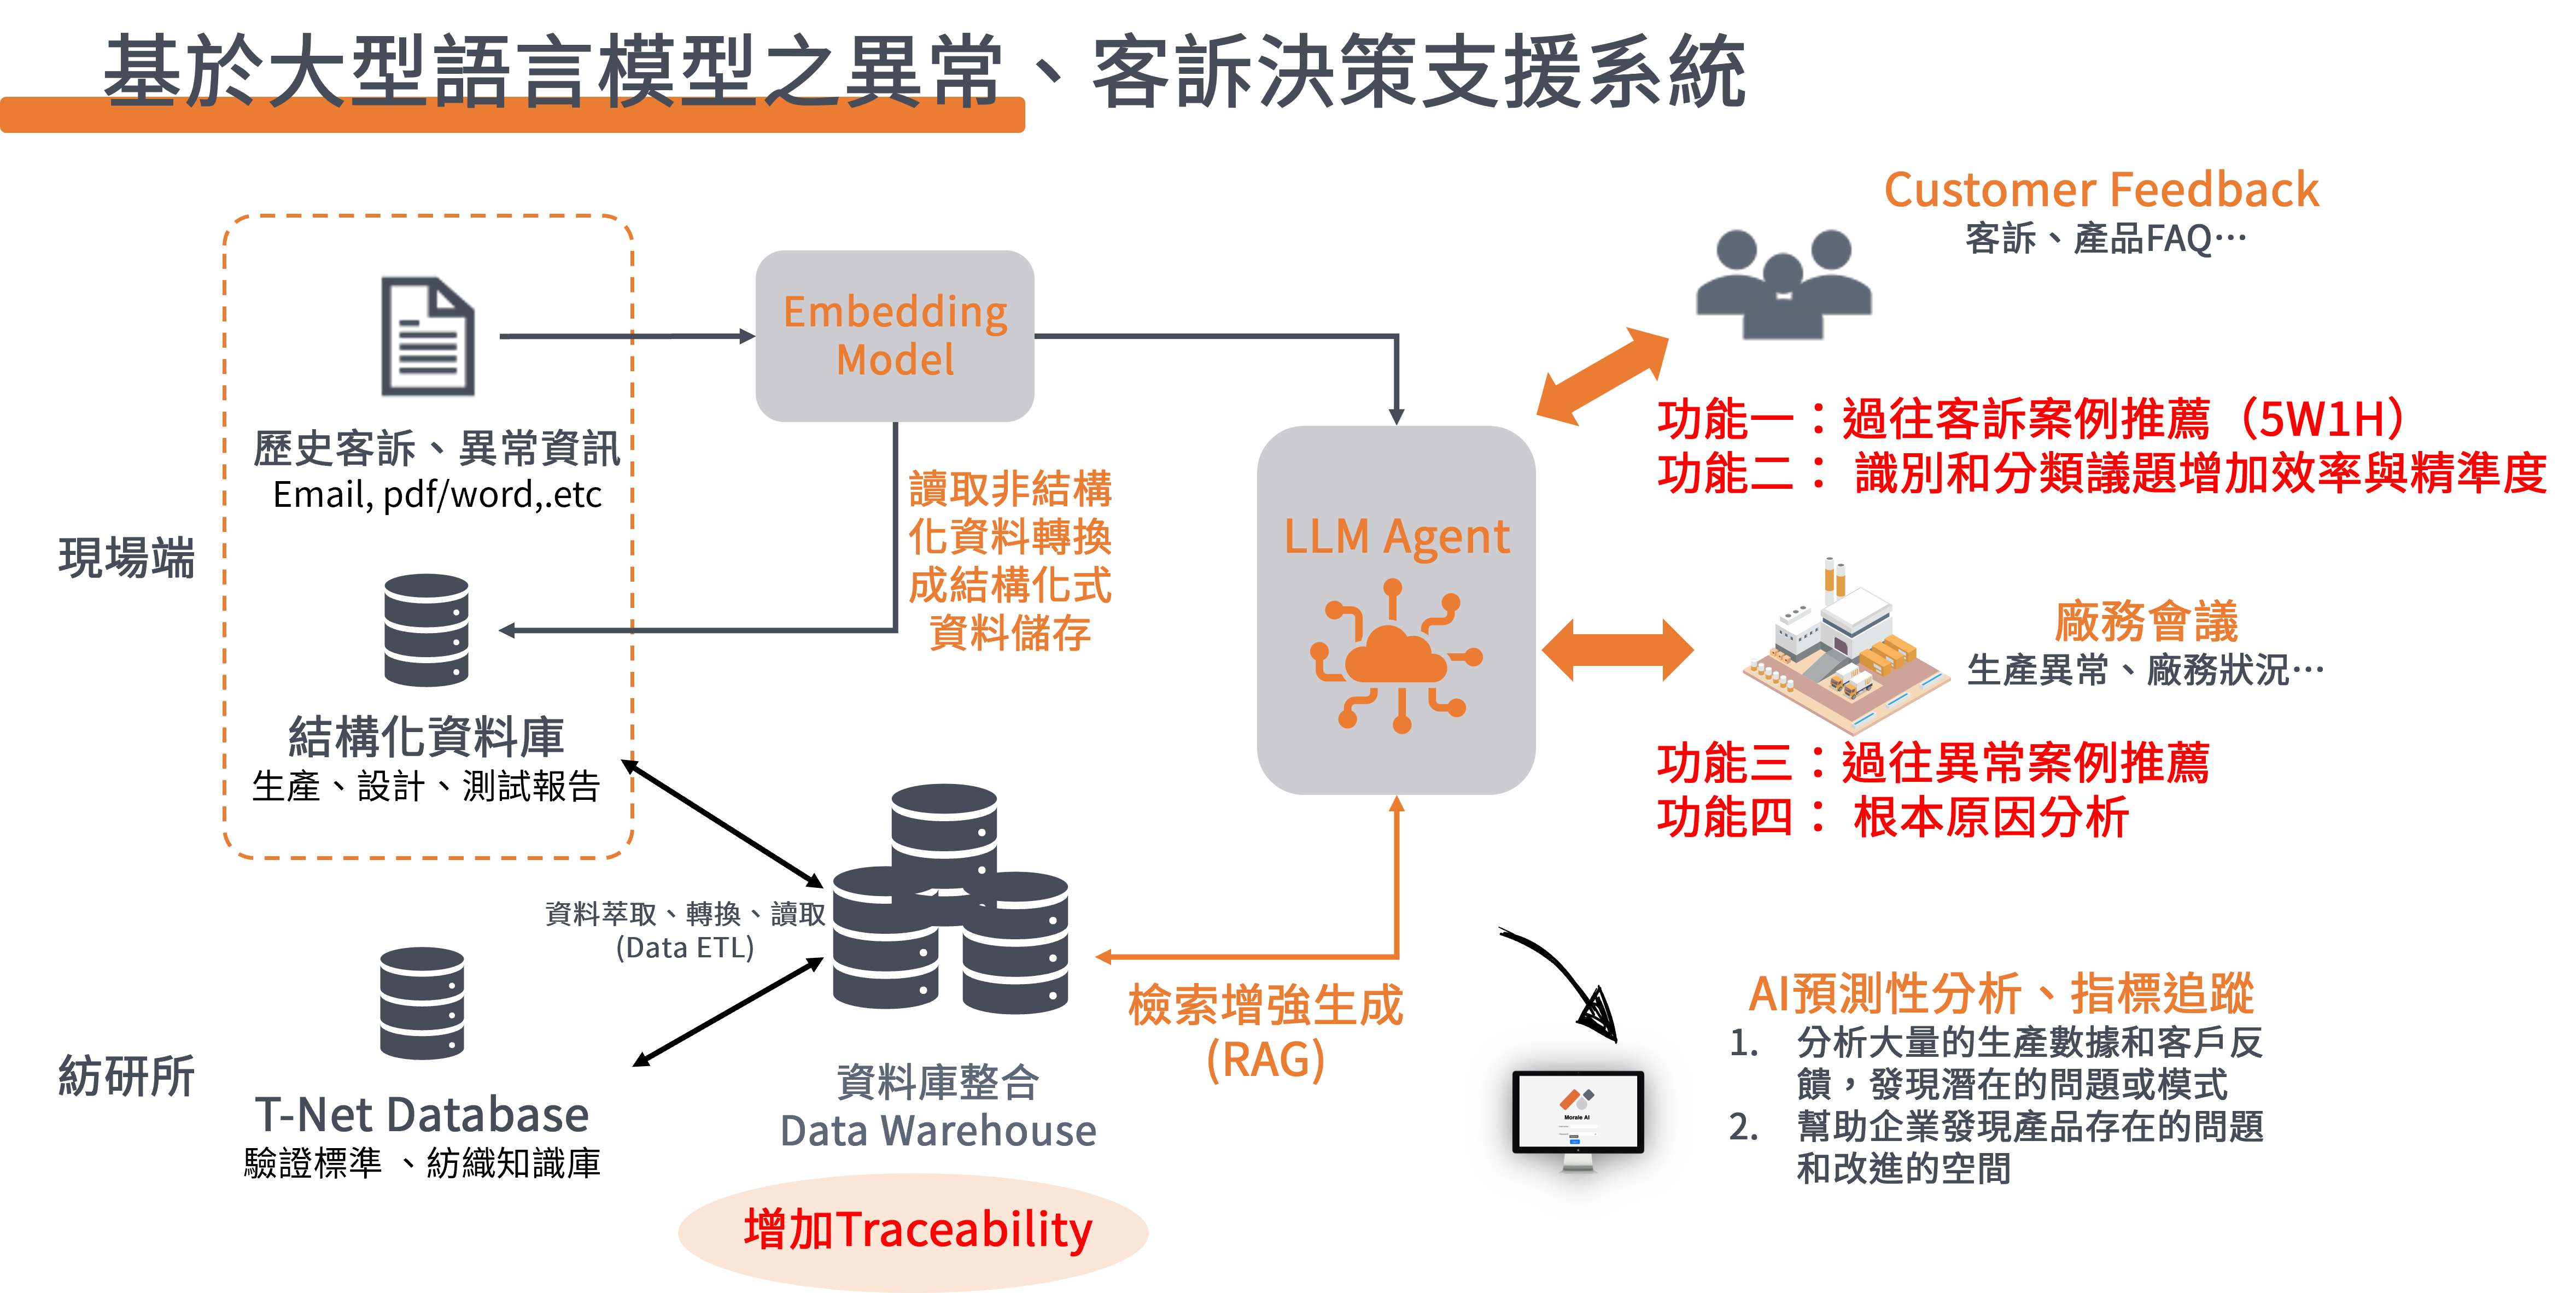 基於大型語言模型之異常、客訴決策支援系統
Customer Feedback
客訴、產品FAQ…
Embedding
Model
歷史客訴、異常資訊
Email, pdf/word,.etc
現場端
讀取非結構
化資料轉換
成結構化式
資料儲存
結構化資料庫
生產、設計、測試報告
LLM Agent
功能一：過往客訴案例推薦（5W1H）
功能二： 識別和分類議題增加效率與精準度
廠務會議
生產異常、廠務狀況…
功能三：過往異常案例推薦
功能四： 根本原因分析
資料萃取、轉換、讀取
(Data ETL)
檢索增強生成
(RAG)
紡研所
T-Net Database
驗證標準 、紡織知識庫
資料庫整合
Data Warehouse
增加Traceability
Morale AI
AI預測性分析、指標追蹤
1. 分析大量的生產數據和客戶反
饋，發現潛在的問題或模式
2. 幫助企業發現產品存在的問題
和改進的空間